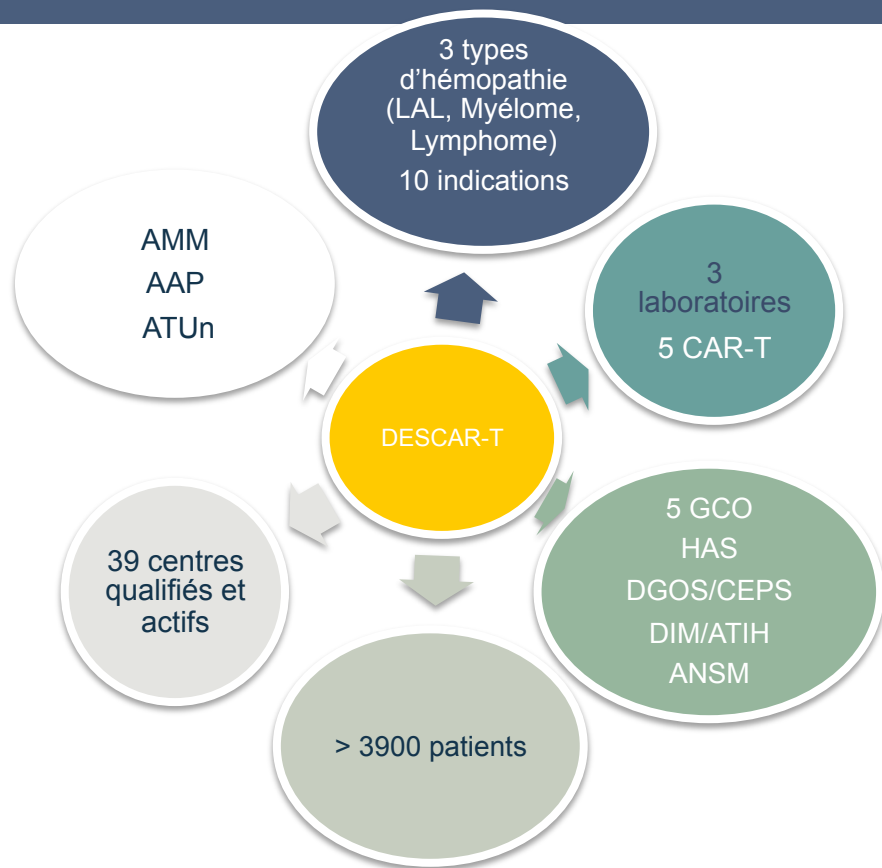 3 types
d’hémopathie
(LAL, Myélome,
Lymphome)
10 indications
3
laboratoires
5 CAR-T
5 GCO
HAS
DGOS/CEPS
DIM/ATIH
ANSM
> 3900 patients
39 centres
qualifiés et
actifs
AMM
AAP
ATUn
DESCAR-T